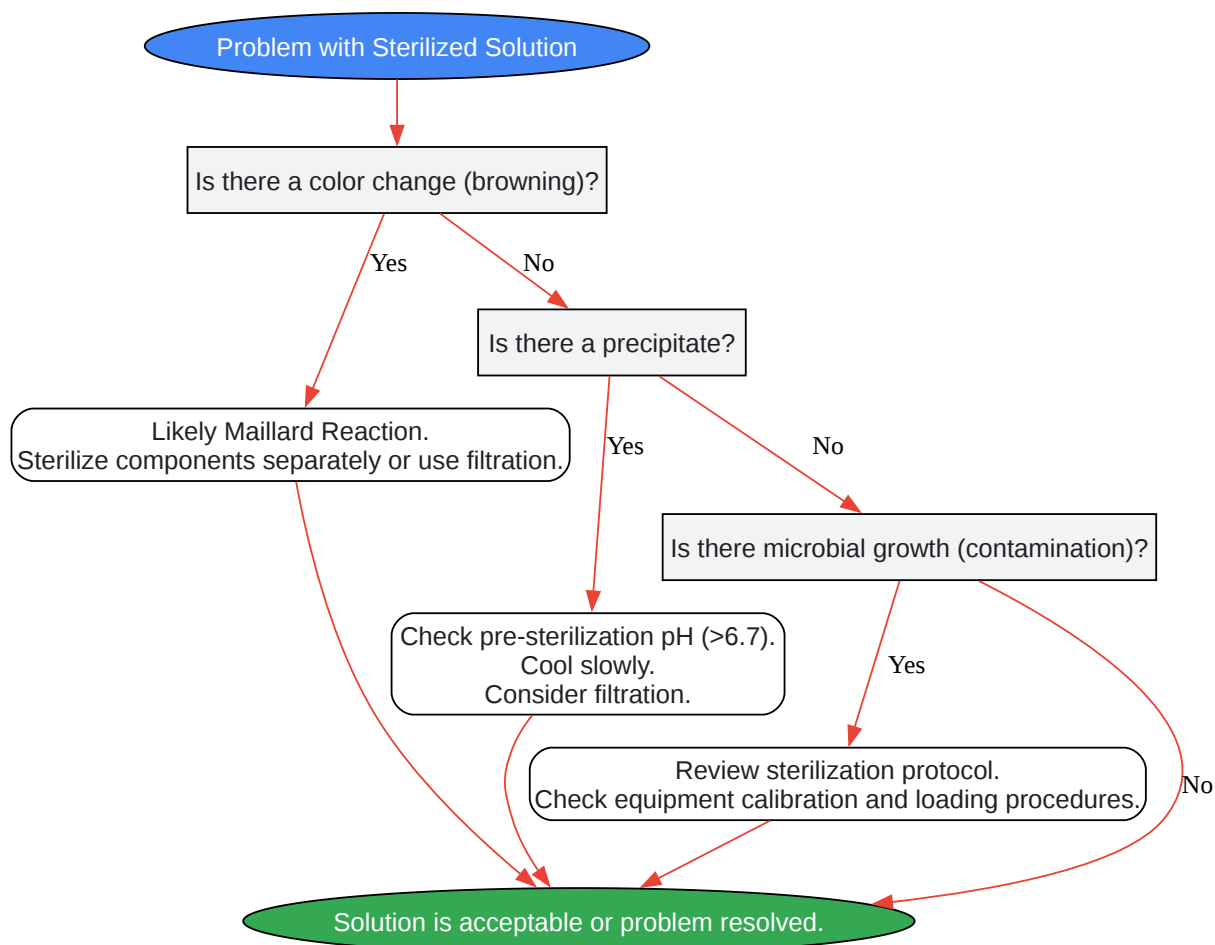 Problem with Sterilized Solution
Is there a color change (browning)?
Yes
No
Is there a precipitate?
Likely Maillard Reaction.
Sterilize components separately or use filtration.
Yes
No
Is there microbial growth (contamination)?
Check pre-sterilization pH (>6.7).
Cool slowly.
Consider filtration.
Yes
Review sterilization protocol.
Check equipment calibration and loading procedures.
No
Solution is acceptable or problem resolved.